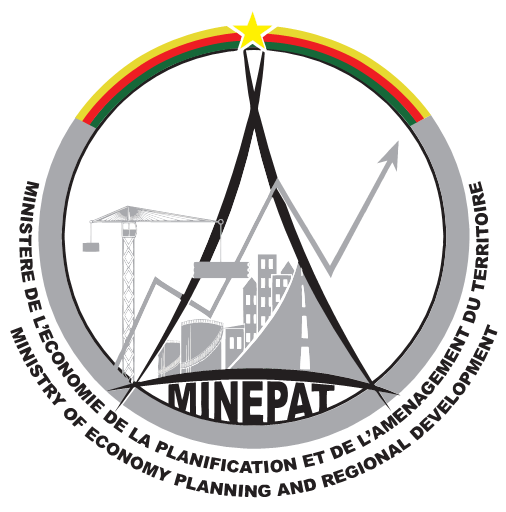 MINEPAT
MINISTERE DE L'ECONOMIE DE LA PLANIFICATION ET DE L'AMENAGEMENT DU TERRITOIRE
MINISTRY OF ECONOMY PLANNING AND REGIONAL DEVELOPMENT